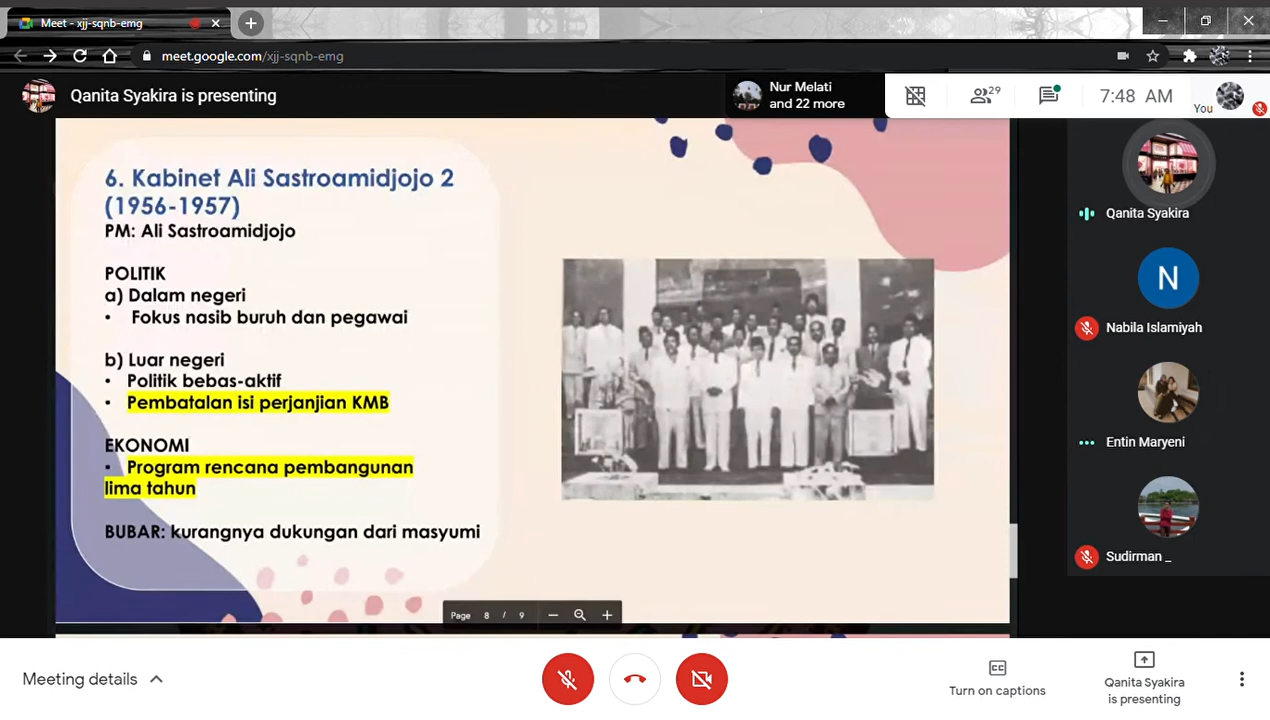 Meet - xjj-sqnb-emg
meet.google.com/xjj-sqnb-emg
Qanita Syakira is presenting
Nur Melati
and 22 more
29
7:48 AM
You
6. Kabinet Ali Sastroamidjojo 2
(1956-1957)
PM: Ali Sastroamidjojo
POLITIK
a) Dalam negeri
• Fokus nasib buruh dan pegawai
b) Luar negeri
• Politik bebas-aktif
• Pembatalan isi perjanjian KMB
EKONOMI
• Program rencana pembangunan
lima tahun
BUBAR: kurangnya dukungan dari masyumi
Page 8 / 9
Qanita Syakira
N
Nabila Islamiyah
Entin Maryeni
Sudirman _
Meeting details
CC
Turn on captions
Qanita Syakira
is presenting